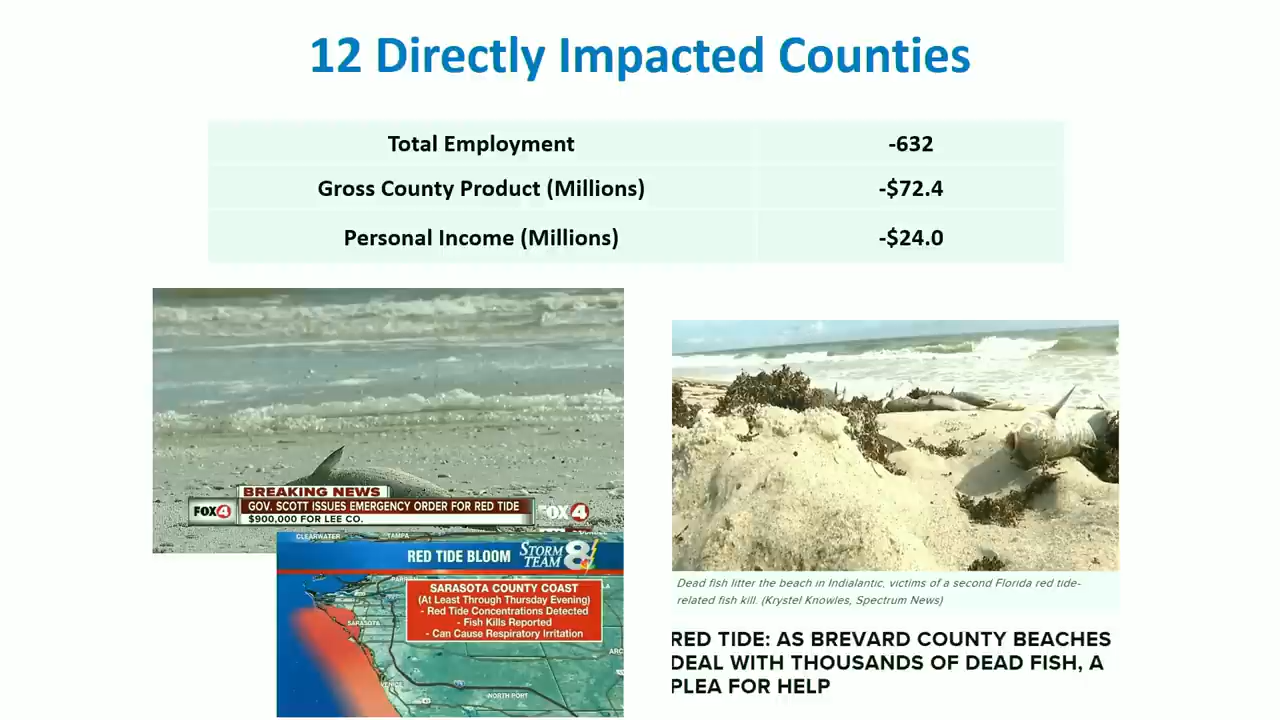 12 Directly Impacted Counties
Total Employment -632
Gross County Product (Millions) -$72.4
Personal Income (Millions) -$24.0
BREAKING NEWS
FOX 4
GOV. SCOTT ISSUES EMERGENCY ORDER FOR RED TIDE
$900,000 FOR LEE CO.
FOX 4
CLEARWATER TAMPA
RED TIDE BLOOM
STORM TEAM 8
SARASOTA COUNTY COAST
(At Least Through Thursday Evening)
- Red Tide Concentrations Detected
- Fish Kills Reported
- Can Cause Respiratory Irritation
SARASOTA
VENICE
NORTH PORT
Dead fish litter the beach in Indialantic, victims of a second Florida red tide-
related fish kill. (Krystel Knowles, Spectrum News)
RED TIDE: AS BREVARD COUNTY BEACHES
DEAL WITH THOUSANDS OF DEAD FISH, A
PLEA FOR HELP